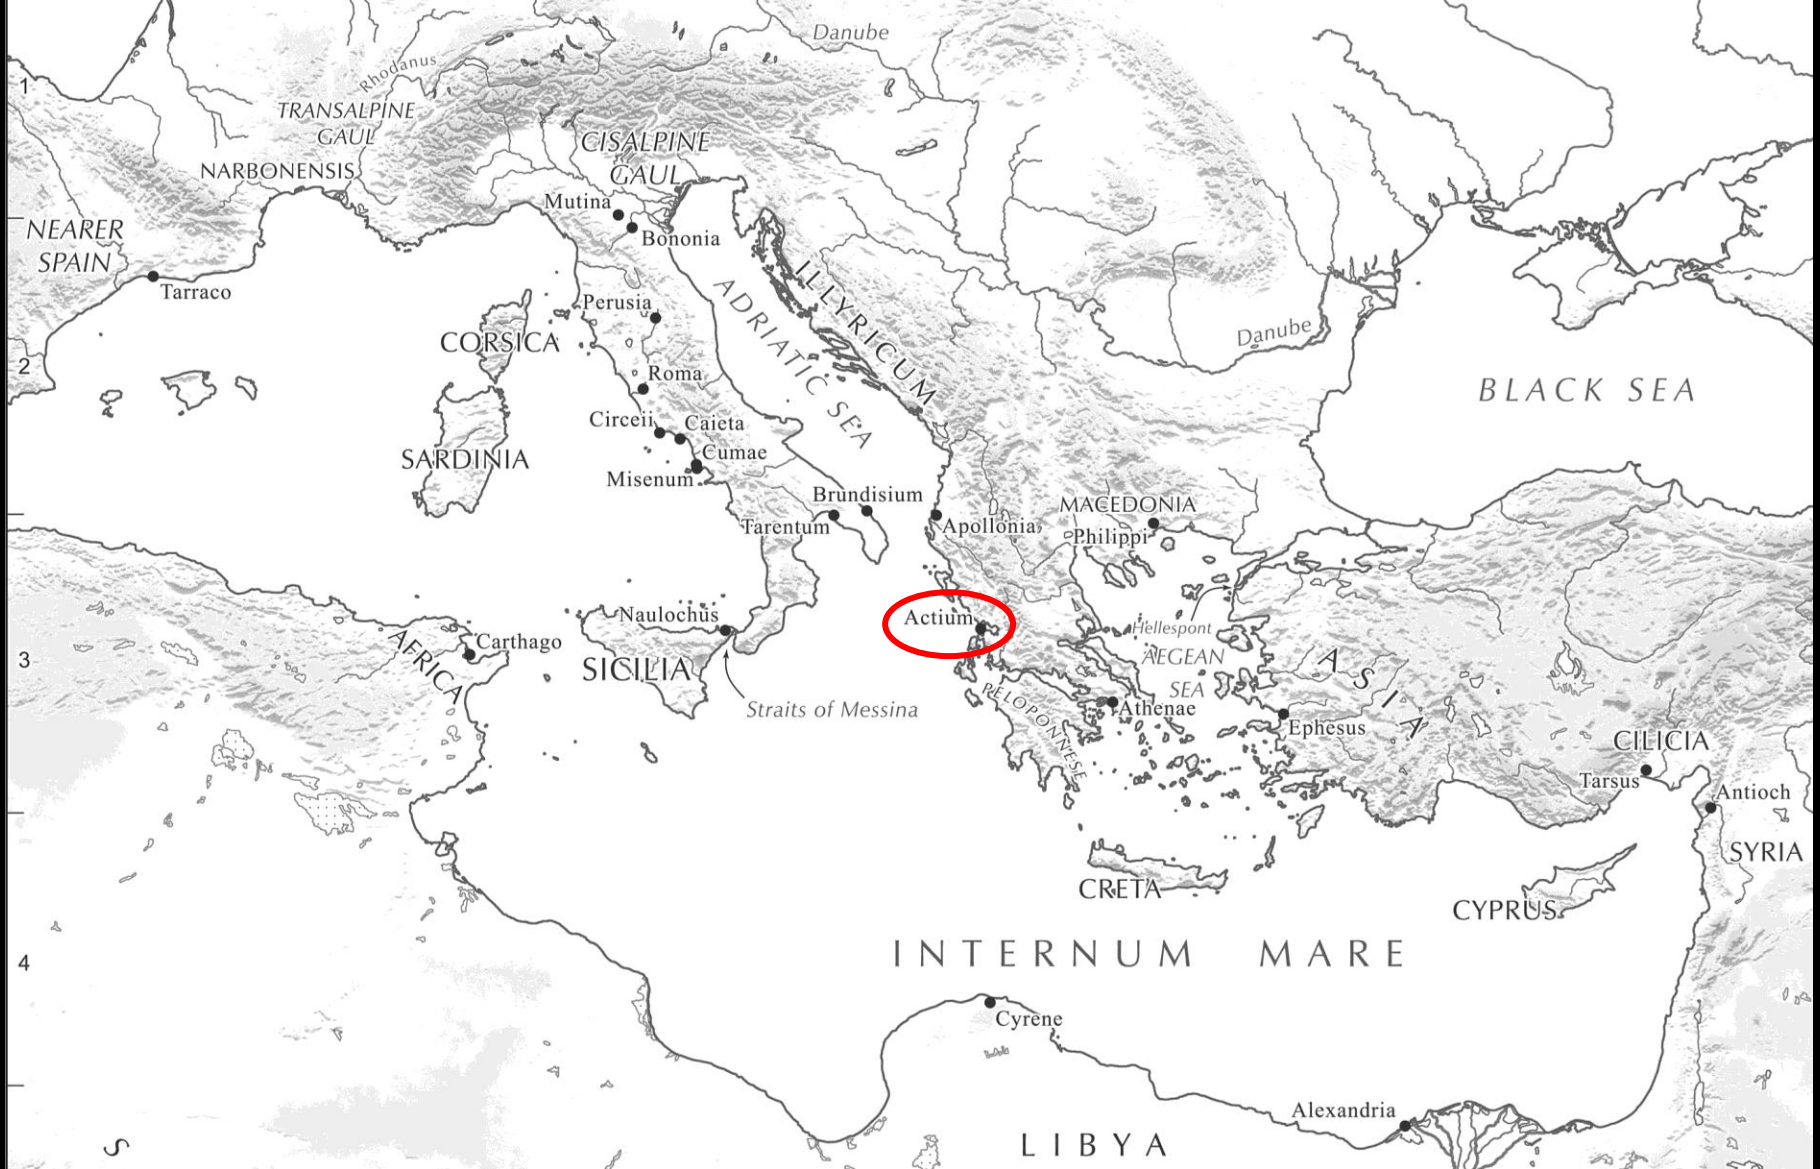 Danube
Rhodanus
1
TRANSALPINE
GAUL
CISALPINE
GAUL
NARBONENSIS
Mutina
Bononia
NEARER
SPAIN
Tarraco
ILLYRICUM
ADRIATIC SEA
Perusia
Danube
CORSICA
2
Roma
BLACK SEA
Circeii
Caieta
Cumae
SARDINIA
Misenum
Brundisium
MACEDONIA
Tarentum
Apollonia
Philippi
Naulochus
Actium
Hellespont
AFRICA
Carthago
3
SICILIA
AEGEAN
SEA
ASIA
PELOPONNESE
Straits of Messina
Athenae
Ephesus
CILICIA
Tarsus
Antioch
SYRIA
CRETA
CYPRUS
INTERNUM MARE
4
Cyrene
Alexandria
LIBYA
S